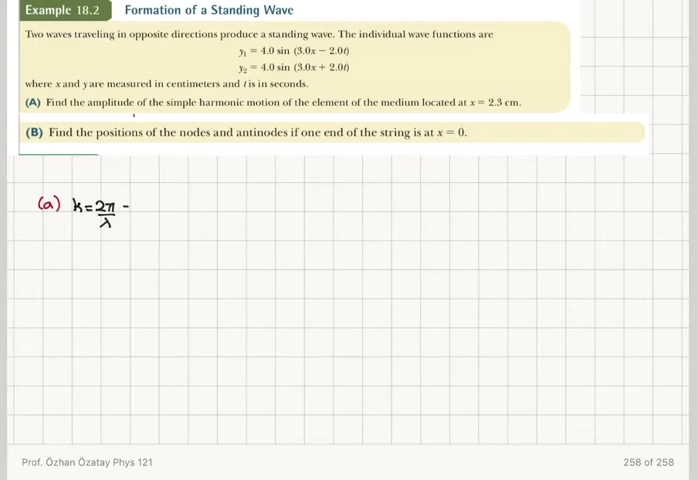 Example 18.2 Formation of a Standing Wave
Two waves traveling in opposite directions produce a standing wave. The individual wave functions are
y₁ = 4.0 sin (3.0x − 2.0t)
y₂ = 4.0 sin (3.0x + 2.0t)
where x and y are measured in centimeters and t is in seconds.
(A) Find the amplitude of the simple harmonic motion of the element of the medium located at x = 2.3 cm.
(B) Find the positions of the nodes and antinodes if one end of the string is at x = 0.
(a) k = 2π/λ -
Prof. Özhan Özatay Phys 121
258 of 258